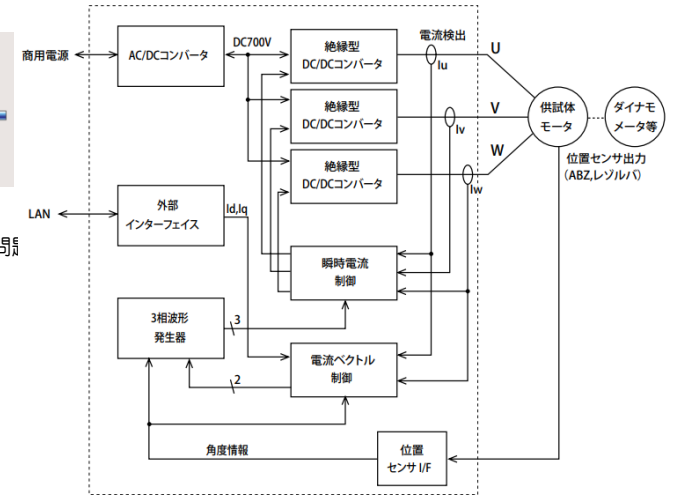 商用電源
AC/DCコンバータ
DC700V
絶縁型
DC/DCコンバータ
電流検出
Iu
U
絶縁型
DC/DCコンバータ
Iv
V
絶縁型
DC/DCコンバータ
Iw
W
供試体
モータ
ダイナモ
メータ等
位置センサ出力
(ABZ,レゾルバ)
LAN
外部
インターフェイス
Id,Iq
瞬時電流
制御
3相波形
発生器
3
電流ベクトル
制御
2
角度情報
位置
センサ I/F